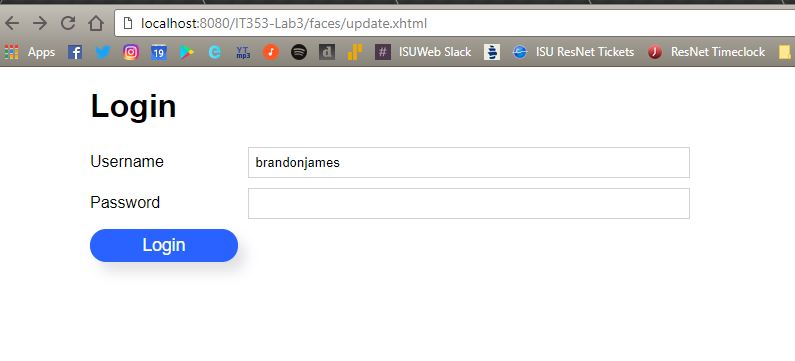 localhost:8080/IT353-Lab3/faces/update.xhtml
Apps 19 YT mp3 # ISUWeb Slack ISU ResNet Tickets ResNet Timeclock
Login
Username brandonjames
Password
Login